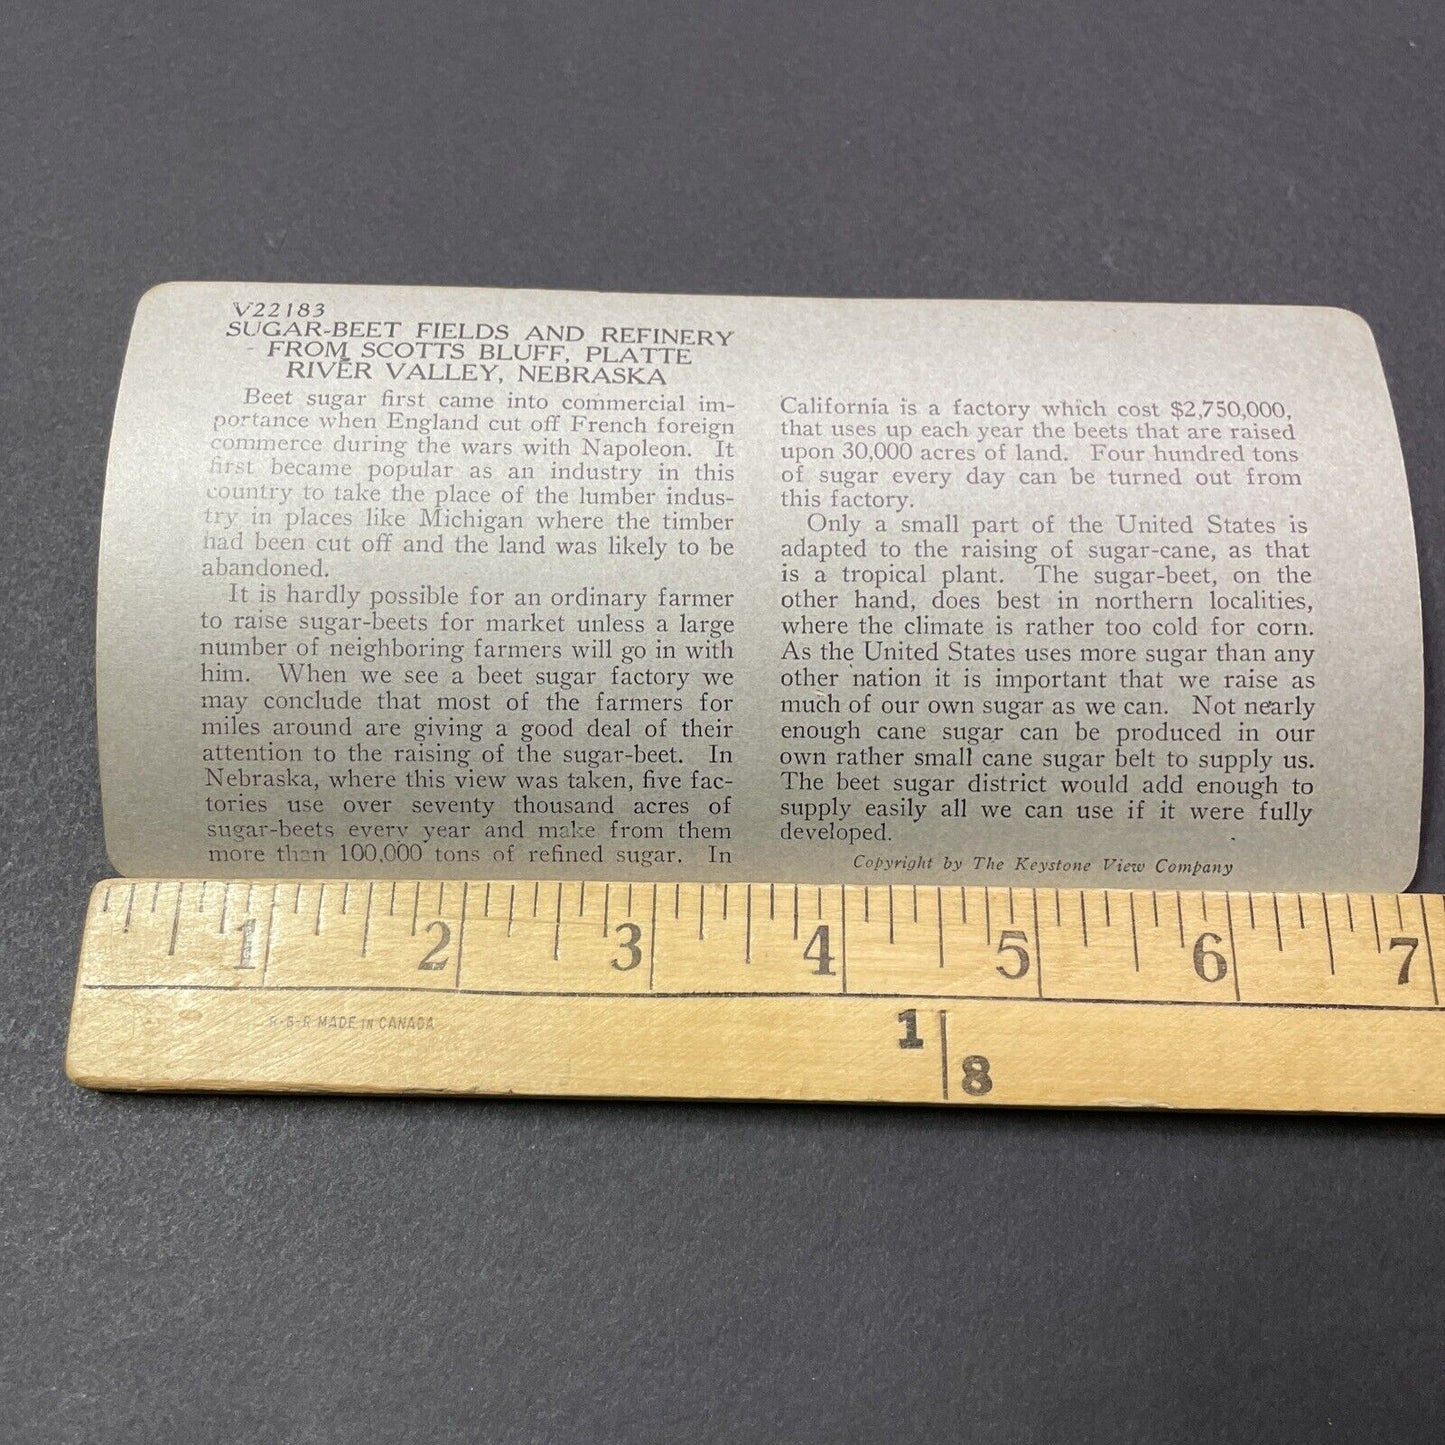 V22183
SUGAR-BEET FIELDS AND REFINERY
FROM SCOTTS BLUFF, PLATTE
RIVER VALLEY, NEBRASKA
Beet sugar first came into commercial im-
portance when England cut off French foreign
commerce during the wars with Napoleon. It
first became popular as an industry in this
country to take the place of the lumber indus-
try in places like Michigan where the timber
had been cut off and the land was likely to be
abandoned.
It is hardly possible for an ordinary farmer
to raise sugar-beets for market unless a large
number of neighboring farmers will go in with
him. When we see a beet sugar factory we
may conclude that most of the farmers for
miles around are giving a good deal of their
attention to the raising of the sugar-beet. In
Nebraska, where this view was taken, five fac-
tories use over seventy thousand acres of
sugar-beets every year and make from them
more than 100,000 tons of refined sugar. In
California is a factory which cost $2,750,000,
that uses up each year the beets that are raised
upon 30,000 acres of land. Four hundred tons
of sugar every day can be turned out from
this factory.
Only a small part of the United States is
adapted to the raising of sugar-cane, as that
is a tropical plant. The sugar-beet, on the
other hand, does best in northern localities,
where the climate is rather too cold for corn.
As the United States uses more sugar than any
other nation it is important that we raise as
much of our own sugar as we can. Not nearly
enough cane sugar can be produced in our
own rather small cane sugar belt to supply us.
The beet sugar district would add enough to
supply easily all we can use if it were fully
developed.
Copyright by The Keystone View Company
1 2 3 4 5 6 7
MADE IN CANADA
1
8